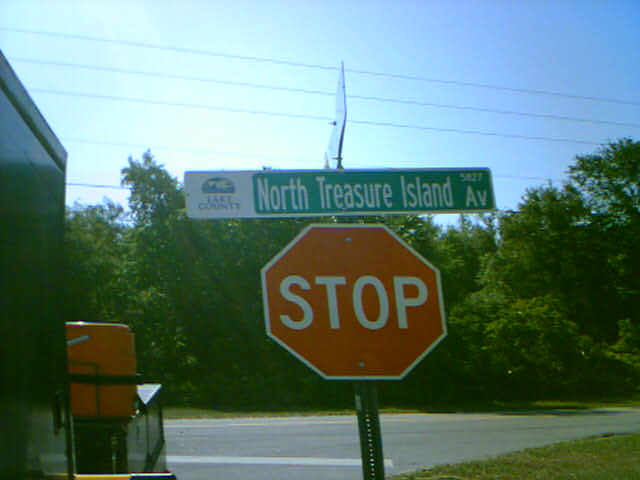 LAKE
COUNTY
North Treasure Island 5827 Av
STOP